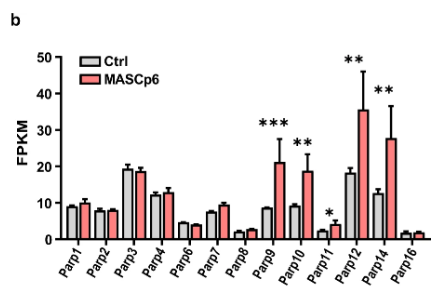 b
50
40
30
20
10
0
FPKM
Ctrl
MASCp6
***
**
*
**
**
Parp1
Parp2
Parp3
Parp4
Parp6
Parp7
Parp8
Parp9
Parp10
Parp11
Parp12
Parp14
Parp16